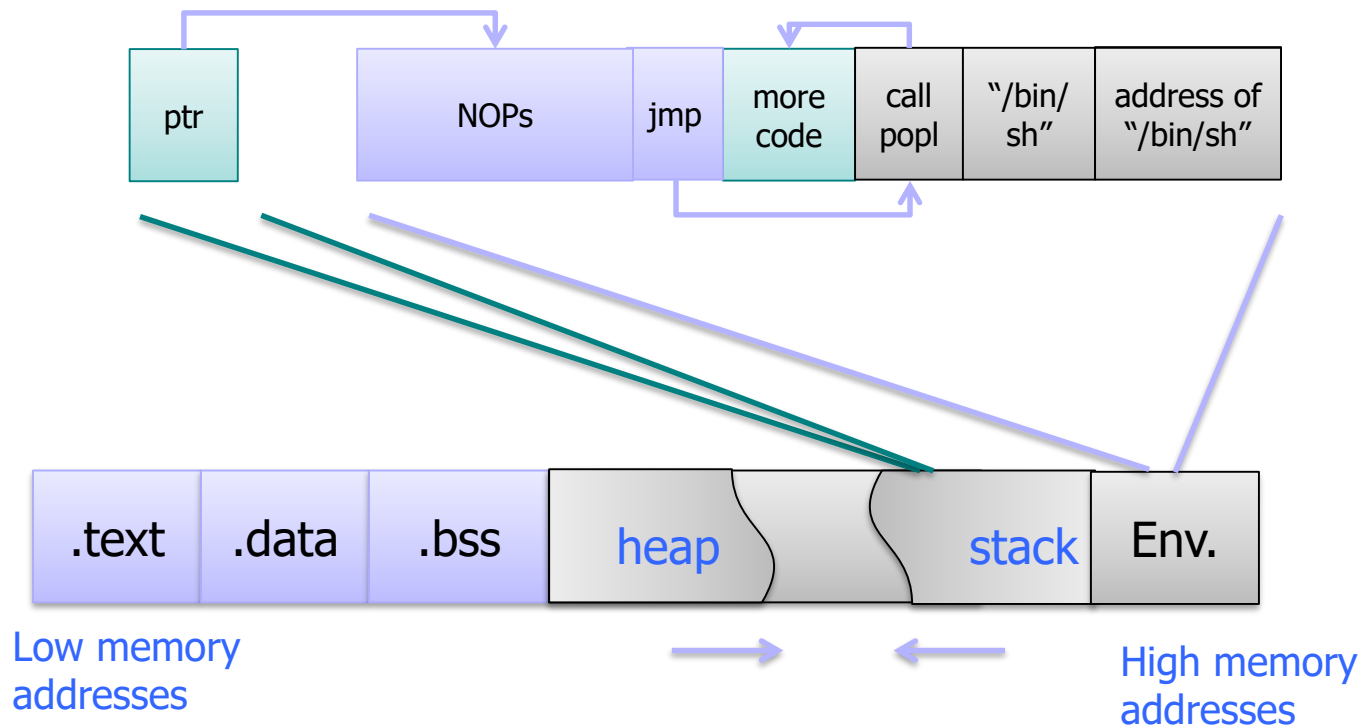 ptr
NOPs
jmp
more
code
call
popl
“/bin/
sh”
address of
“/bin/sh”
.text
.data
.bss
heap
stack
Env.
Low memory
addresses
High memory
addresses